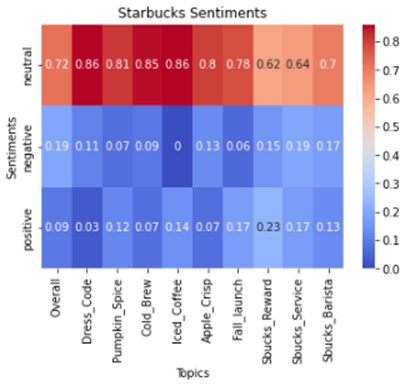 Starbucks Sentiments
neutral 0.72 0.86 0.81 0.85 0.86 0.8 0.78 0.62 0.64 0.7
negative 0.19 0.11 0.07 0.09 0 0.13 0.06 0.15 0.19 0.17
positive 0.09 0.03 0.12 0.07 0.14 0.07 0.17 0.23 0.17 0.13
Sentiments
Overall
Dress_Code
Pumpkin_Spice
Cold_Brew
Iced_Coffee
Apple_Crisp
Fall_launch
Sbucks_Reward
Sbucks_Service
Sbucks_Barista
Topics
0.8
0.7
0.6
0.5
0.4
0.3
0.2
0.1
0.0